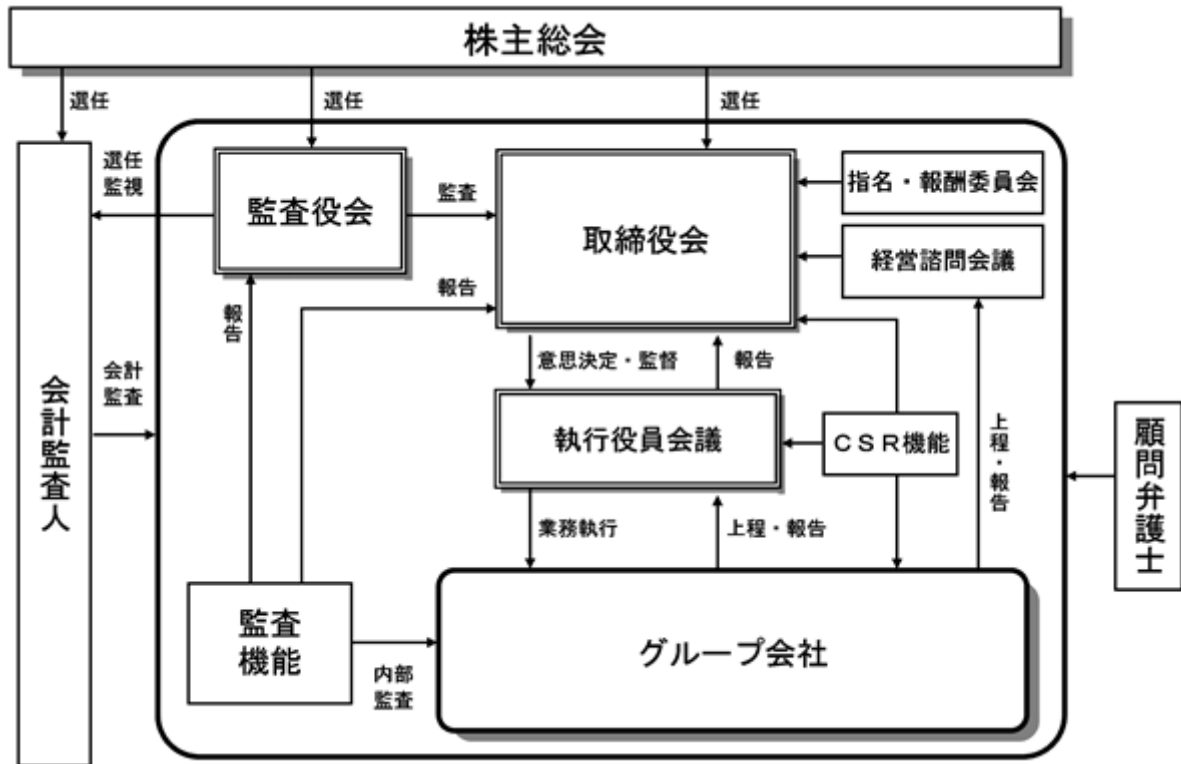 株主総会
選任
選任
選任
選任
監視
監査役会
監査
取締役会
指名・報酬委員会
経営諮問会議
報告
報告
会計
監査
会計監査人
意思決定・監督
報告
執行役員会議
ＣＳＲ機能
上程・報告
顧問弁護士
業務執行
上程・報告
監査
機能
内部
監査
グループ会社